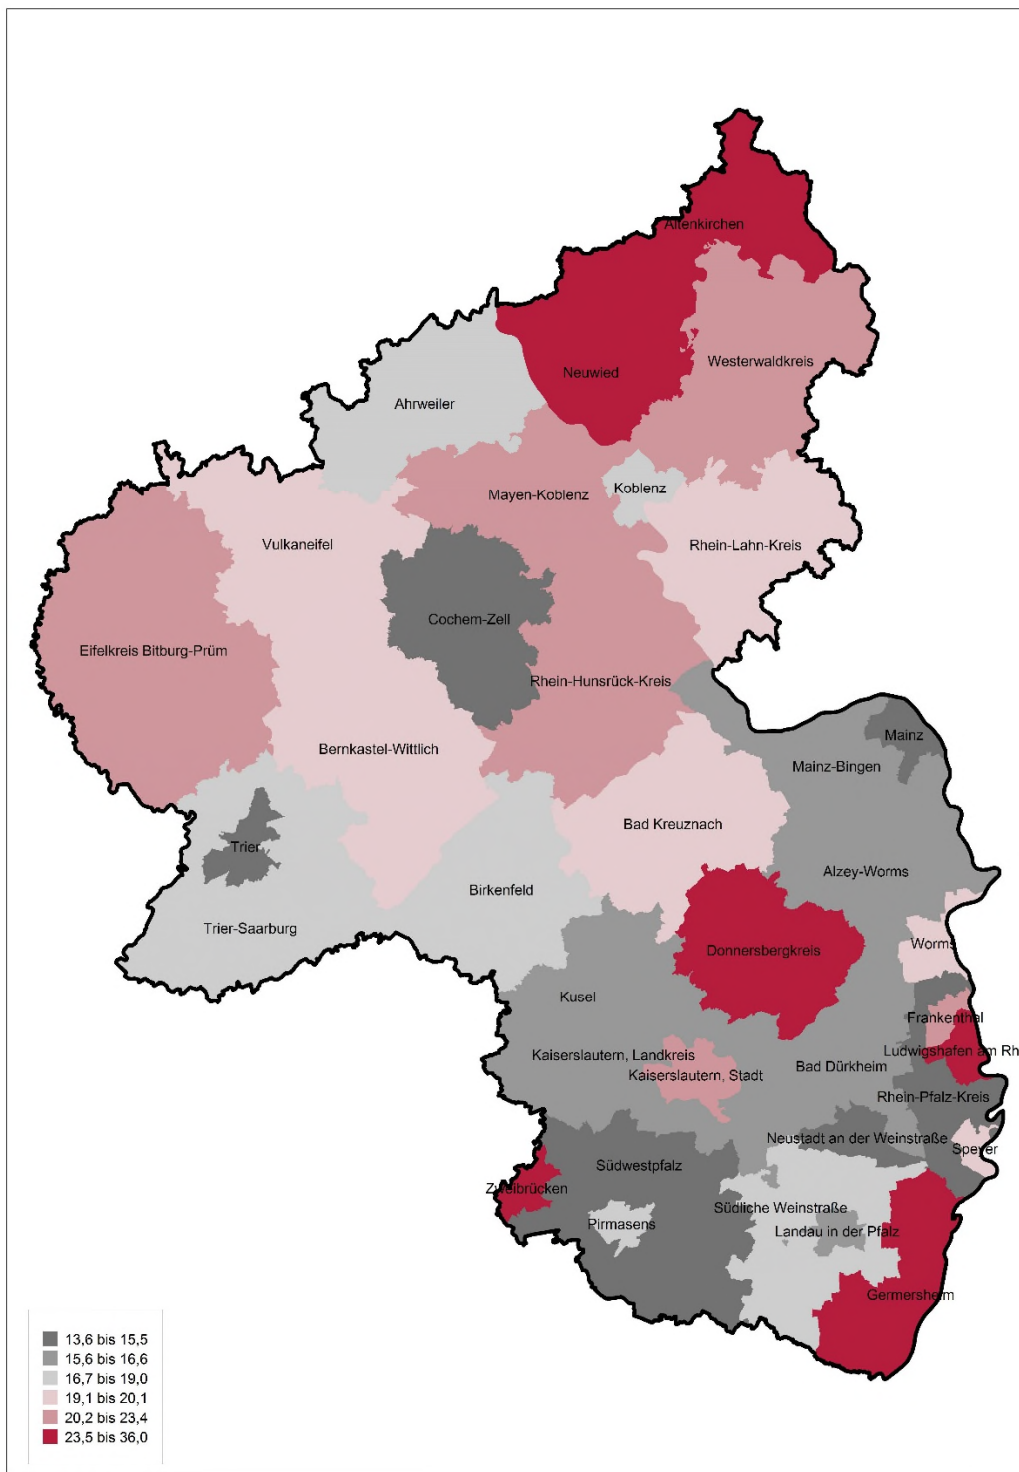 Altenkirchen
Westerwaldkreis
Neuwied
Ahrweiler
Koblenz
Mayen-Koblenz
Vulkaneifel
Rhein-Lahn-Kreis
Cochem-Zell
Eifelkreis Bitburg-Prüm
Rhein-Hunsrück-Kreis
Mainz
Bernkastel-Wittlich
Mainz-Bingen
Bad Kreuznach
Trier
Alzey-Worms
Birkenfeld
Trier-Saarburg
Worms
Donnersbergkreis
Kusel
Frankenthal
Ludwigshafen am Rh
Kaiserslautern, Landkreis
Bad Dürkheim
Kaiserslautern, Stadt
Rhein-Pfalz-Kreis
Neustadt an der Weinstraße
Speyer
Südwestpfalz
Zweibrücken
Südliche Weinstraße
Pirmasens
Landau in der Pfalz
Germersheim
13,6 bis 15,5
15,6 bis 16,6
16,7 bis 19,0
19,1 bis 20,1
20,2 bis 23,4
23,5 bis 36,0